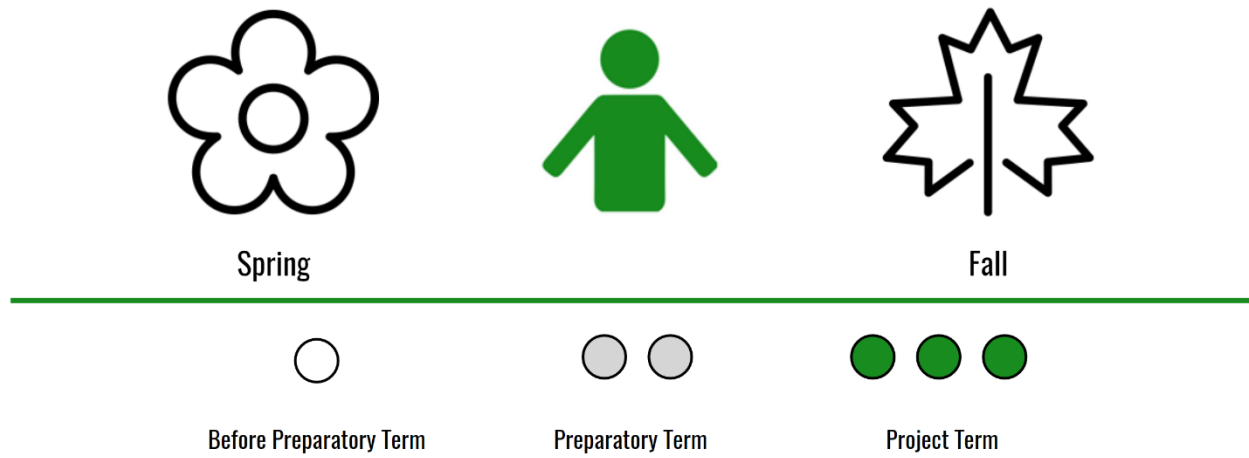 Spring
Fall
Before Preparatory Term
Preparatory Term
Project Term